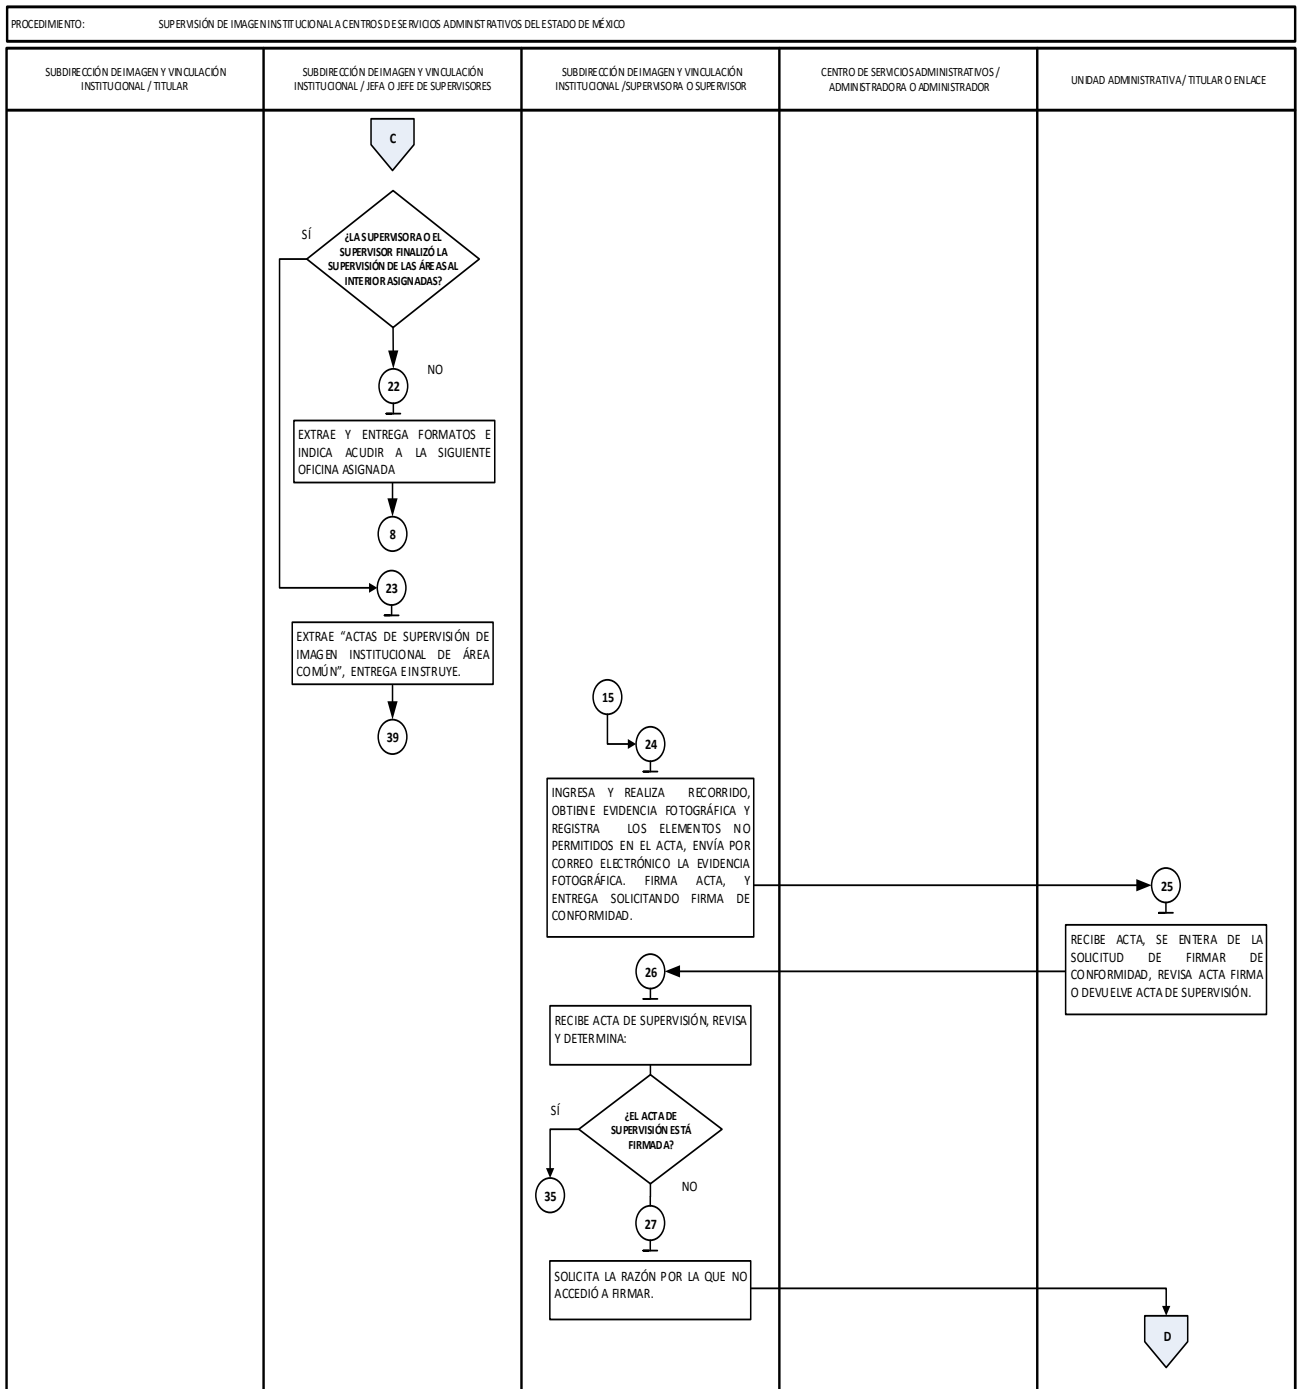 PROCEDIMIENTO: SUPERVISIÓN DE IMAGEN INSTITUCIONAL A CENTROS DE SERVICIOS ADMINISTRATIVOS DEL ESTADO DE MÉXICO
SUBDIRECCIÓN DE IMAGEN Y VINCULACIÓN
INSTITUCIONAL / TITULAR
SUBDIRECCIÓN DE IMAGEN Y VINCULACIÓN
INSTITUCIONAL / JEFA O JEFE DE SUPERVISORES
SUBDIRECCIÓN DE IMAGEN Y VINCULACIÓN
INSTITUCIONAL /SUPERVISORA O SUPERVISOR
CENTRO DE SERVICIOS ADMINISTRATIVOS /
ADMINISTRADORA O ADMINISTRADOR
UNIDAD ADMINISTRATIVA/ TITULAR O ENLACE
C
SÍ
¿LA SUPERVISORA O EL
SUPERVISOR FINALIZÓ LA
SUPERVISIÓN DE LAS ÁREAS AL
INTERIOR ASIGNADAS?
NO
22
EXTRAE Y ENTREGA FORMATOS E
INDICA ACUDIR A LA SIGUIENTE
OFICINA ASIGNADA
8
23
EXTRAE “ACTAS DE SUPERVISIÓN DE
IMAGEN INSTITUCIONAL DE ÁREA
COMÚN”, ENTREGA E INSTRUYE.
39
15
24
INGRESA Y REALIZA RECORRIDO,
OBTIENE EVIDENCIA FOTOGRÁFICA Y
REGISTRA LOS ELEMENTOS NO
PERMITIDOS EN EL ACTA, ENVÍA POR
CORREO ELECTRÓNICO LA EVIDENCIA
FOTOGRÁFICA. FIRMA ACTA, Y
ENTREGA SOLICITANDO FIRMA DE
CONFORMIDAD.
25
RECIBE ACTA, SE ENTERA DE LA
SOLICITUD DE FIRMAR DE
CONFORMIDAD, REVISA ACTA FIRMA
O DEVUELVE ACTA DE SUPERVISIÓN.
26
RECIBE ACTA DE SUPERVISIÓN, REVISA
Y DETERMINA:
SÍ
¿EL ACTA DE
SUPERVISIÓN ESTÁ
FIRMADA?
35
NO
27
SOLICITA LA RAZÓN POR LA QUE NO
ACCEDIÓ A FIRMAR.
D